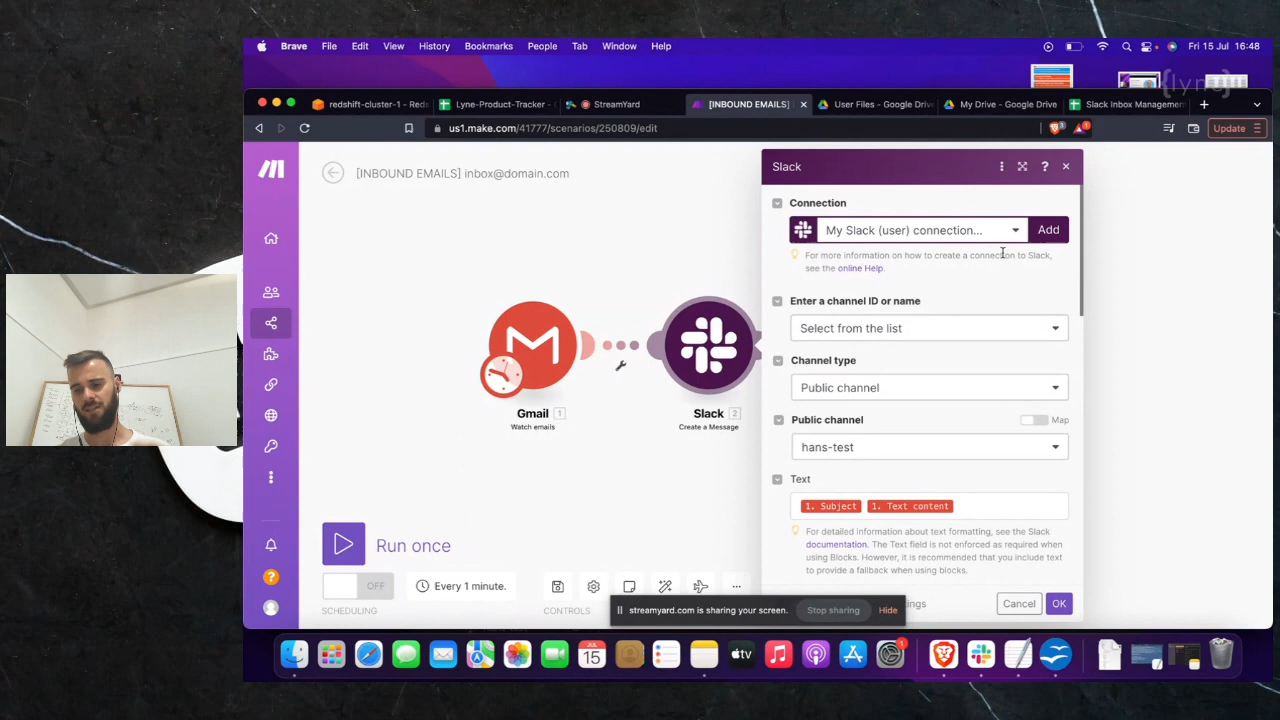 Brave File Edit View History Bookmarks People Tab Window Help
Fri 15 Jul 16:48
{lyne}
redshift-cluster-1 - Reds
Lyne-Product-Tracker - G
StreamYard
[INBOUND EMAILS]
User Files - Google Drive
My Drive - Google Drive
Slack Inbox Management
us1.make.com/41777/scenarios/250809/edit
Update
[INBOUND EMAILS] inbox@domain.com
Slack
Connection
My Slack (user) connection...
Add
For more information on how to create a connection to Slack,
see the online Help.
Enter a channel ID or name
Select from the list
Channel type
Public channel
Public channel
Map
hans-test
Text
1. Subject 1. Text content
For detailed information about text formatting, see the Slack
documentation. The Text field is not enforced as required when
using Blocks. However, it is recommended that you include text
to provide a fallback when using blocks.
Cancel
OK
Gmail 1
Watch emails
Slack 2
Create a Message
Run once
OFF
Every 1 minute.
SCHEDULING
CONTROLS
streamyard.com is sharing your screen.
Stop sharing
Hide
JUL
15
tv
1